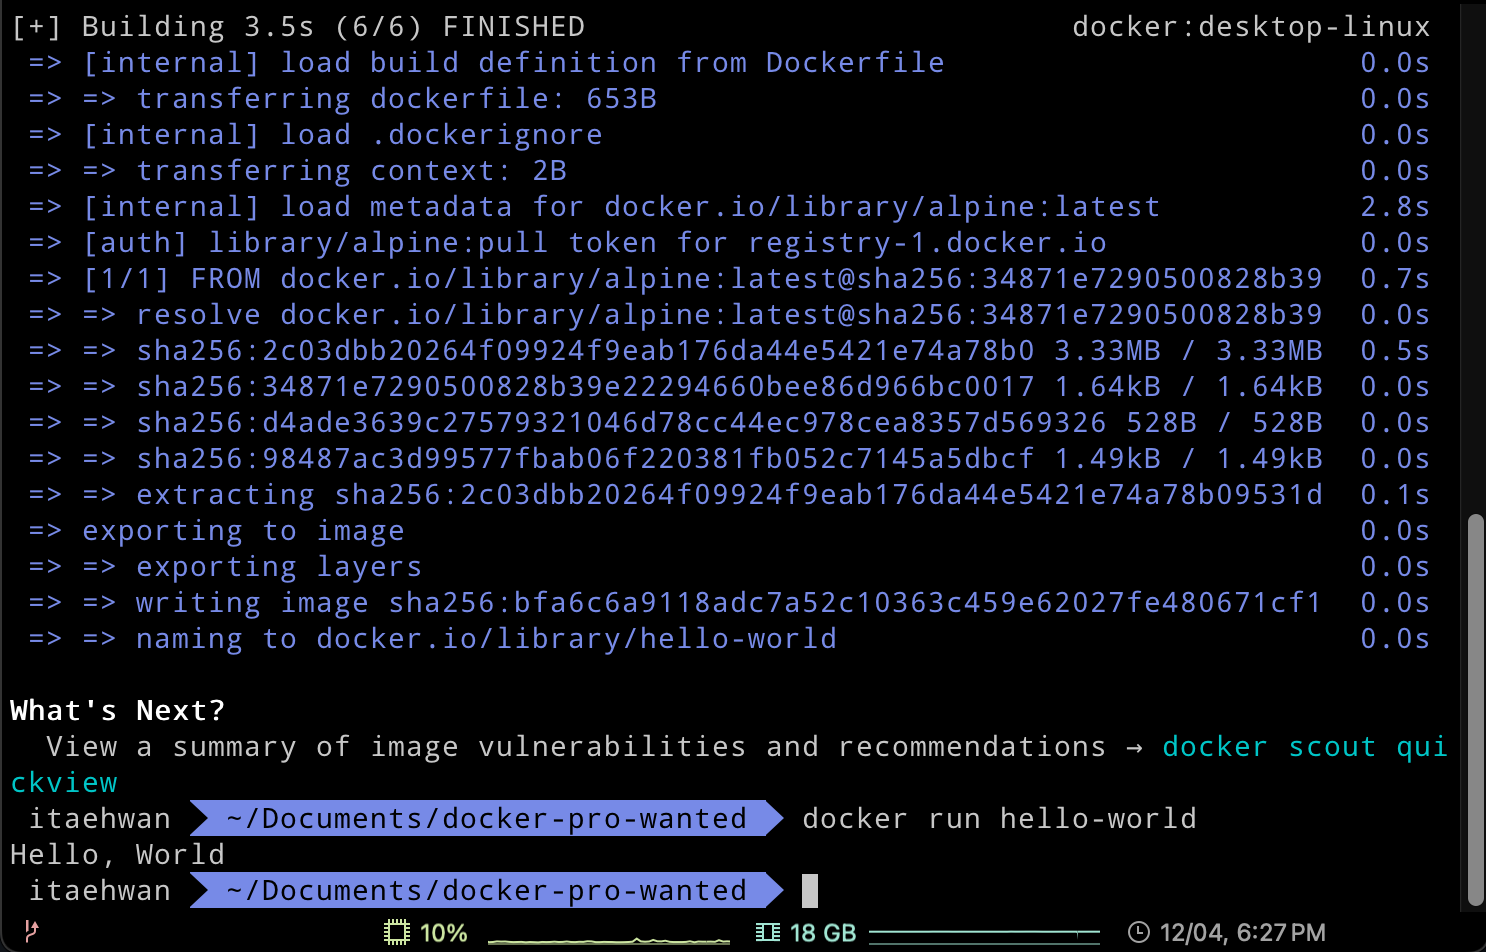 [+] Building 3.5s (6/6) FINISHED docker:desktop-linux
=> [internal] load build definition from Dockerfile 0.0s
=> => transferring dockerfile: 653B 0.0s
=> [internal] load .dockerignore 0.0s
=> => transferring context: 2B 0.0s
=> [internal] load metadata for docker.io/library/alpine:latest 2.8s
=> [auth] library/alpine:pull token for registry-1.docker.io 0.0s
=> [1/1] FROM docker.io/library/alpine:latest@sha256:34871e7290500828b39 0.7s
=> => resolve docker.io/library/alpine:latest@sha256:34871e7290500828b39 0.0s
=> => sha256:2c03dbb20264f09924f9eab176da44e5421e74a78b0 3.33MB / 3.33MB 0.5s
=> => sha256:34871e7290500828b39e22294660bee86d966bc0017 1.64kB / 1.64kB 0.0s
=> => sha256:d4ade3639c27579321046d78cc44ec978cea8357d569326 528B / 528B 0.0s
=> => sha256:98487ac3d99577fbab06f220381fb052c7145a5dbcf 1.49kB / 1.49kB 0.0s
=> => extracting sha256:2c03dbb20264f09924f9eab176da44e5421e74a78b09531d 0.1s
=> exporting to image 0.0s
=> => exporting layers 0.0s
=> => writing image sha256:bfa6c6a9118adc7a52c10363c459e62027fe480671cf1 0.0s
=> => naming to docker.io/library/hello-world 0.0s
What's Next?
View a summary of image vulnerabilities and recommendations → docker scout qui
ckview
itaehwan ~/Documents/docker-pro-wanted docker run hello-world
Hello, World
itaehwan ~/Documents/docker-pro-wanted
10% 18 GB 12/04, 6:27 PM